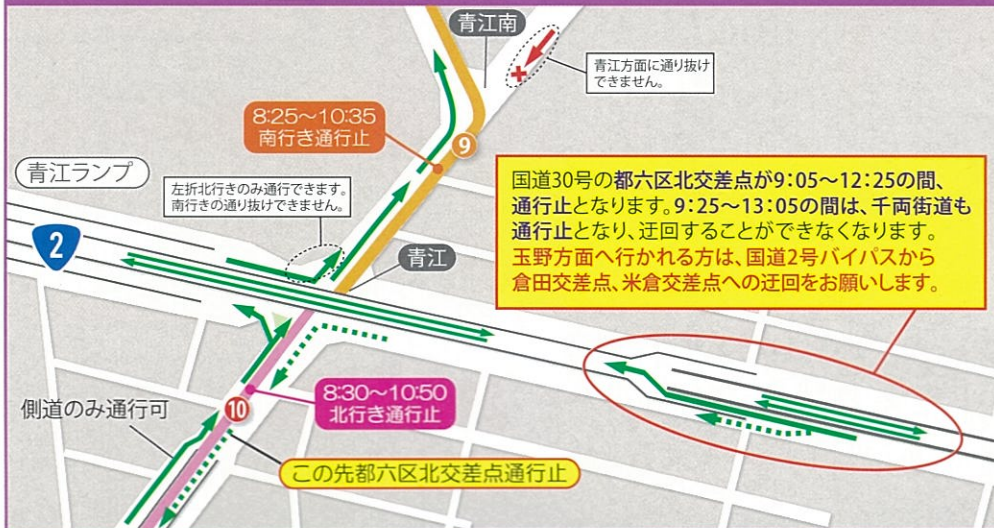 青江南
青江方面に通り抜け
できません。
8:25～10:35
南行き通行止
9
青江ランプ
左折北行きのみ通行できます。
南行きの通り抜けできません。
2
青江
国道30号の都六区北交差点が9:05～12:25の間、
通行止となります。9:25～13:05の間は、千両街道も
通行止となり、迂回することができなくなります。
玉野方面へ行かれる方は、国道2号バイパスから
倉田交差点、米倉交差点への迂回をお願いします。
8:30～10:50
北行き通行止
側道のみ通行可
10
この先都六区北交差点通行止